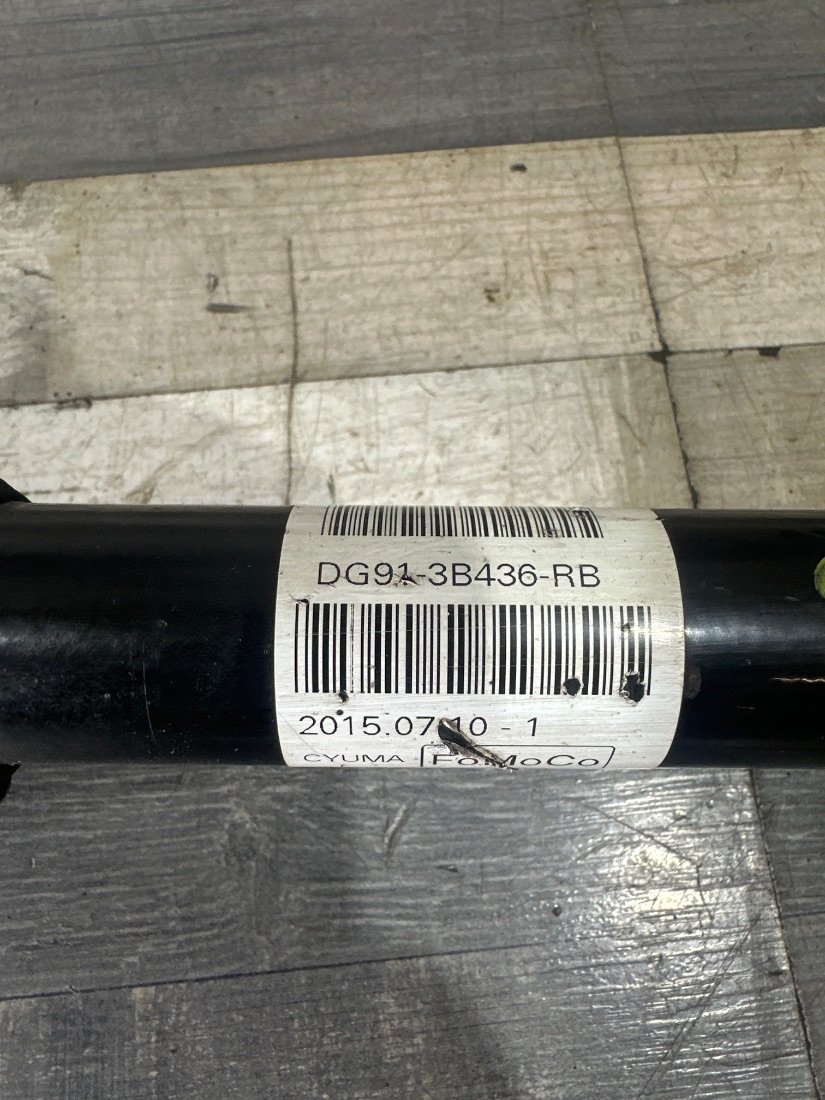 DG91-3B436-RB
2015.07.10 - 1
CYUMA FoMoCo